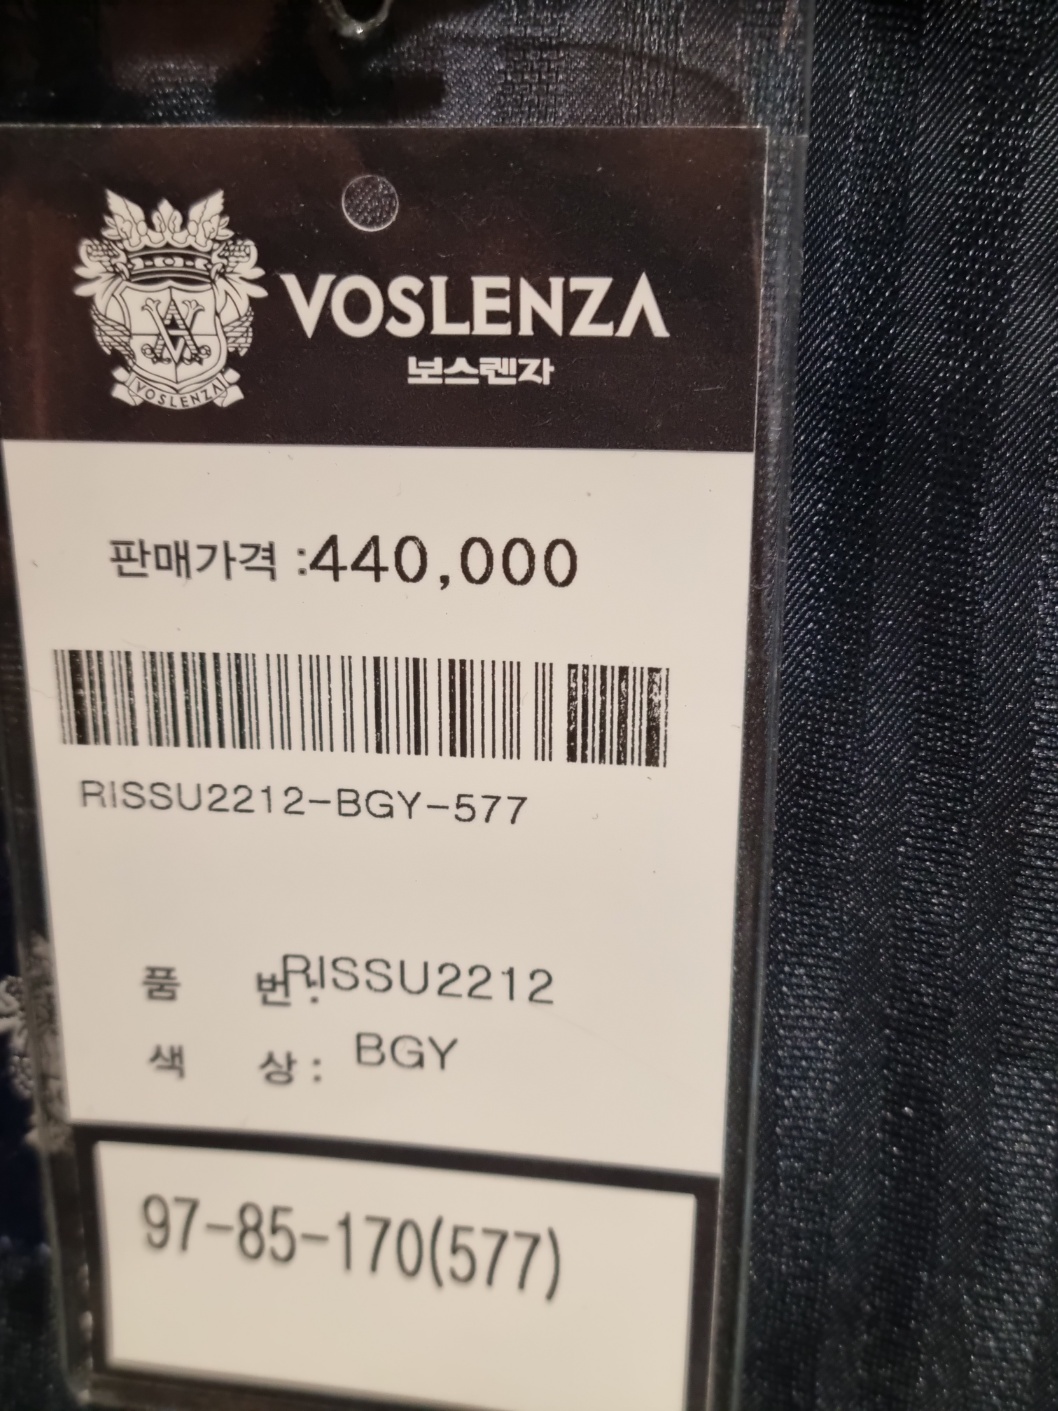 VOSLENZA
보스렌자
VOSLENZA
판매가격 :440,000
RISSU2212-BGY-577
품 번: RISSU2212
색 상: BGY
97-85-170(577)